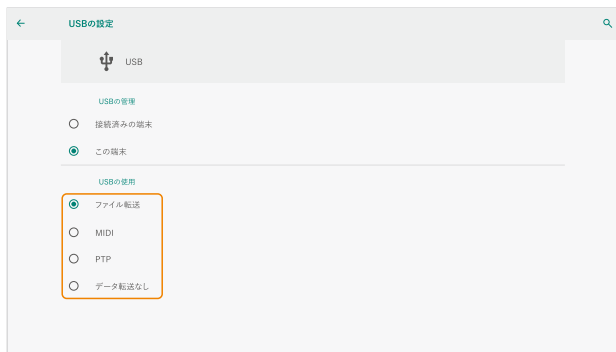 USBの設定
USB
USBの管理
接続済みの端末
この端末
USBの使用
ファイル転送
MIDI
PTP
データ転送なし